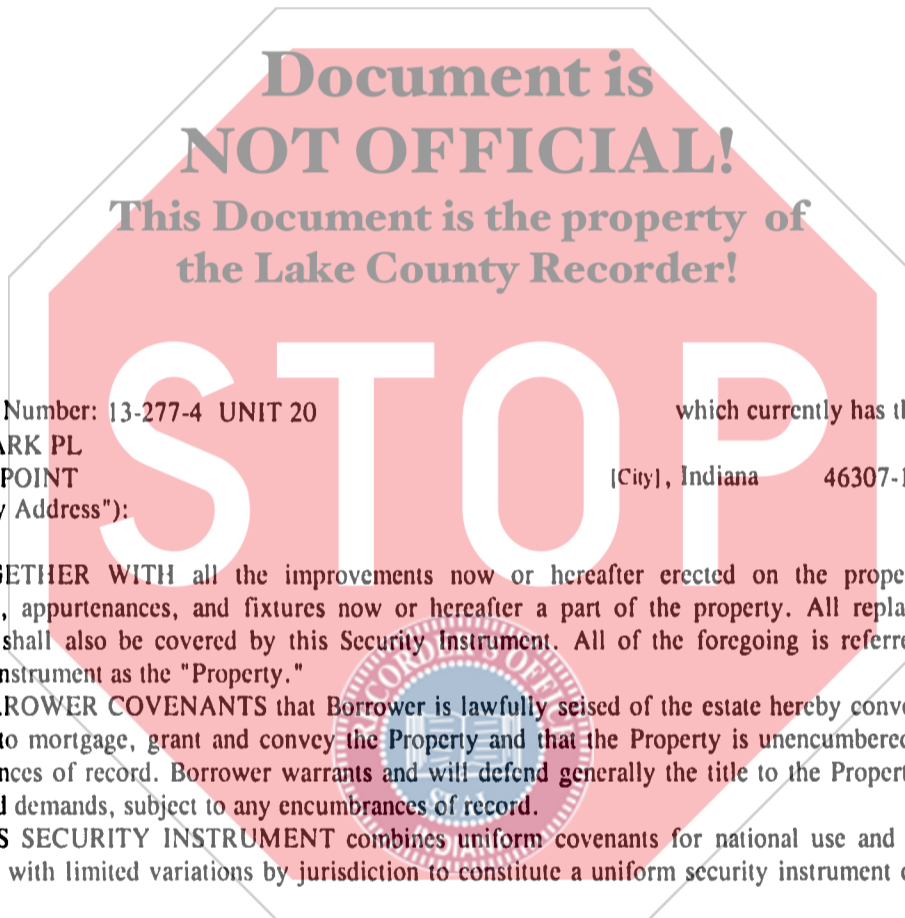 Document is
NOT OFFICIAL!
This Document is the property of
the Lake County Recorder!
STOP
Number: 13-277-4 UNIT 20 which currently has th
ARK PL
POINT [City], Indiana 46307-1
y Address"):
GETHER WITH all the improvements now or hereafter erected on the prope
, appurtenances, and fixtures now or hereafter a part of the property. All repla
shall also be covered by this Security Instrument. All of the foregoing is referre
nstrument as the "Property."
ROWER COVENANTS that Borrower is lawfully seised of the estate hereby conve
to mortgage, grant and convey the Property and that the Property is unencumbered
nces of record. Borrower warrants and will defend generally the title to the Propert
d demands, subject to any encumbrances of record.
S SECURITY INSTRUMENT combines uniform covenants for national use and
with limited variations by jurisdiction to constitute a uniform security instrument c
RECORDER'S OFFICE
SEAL